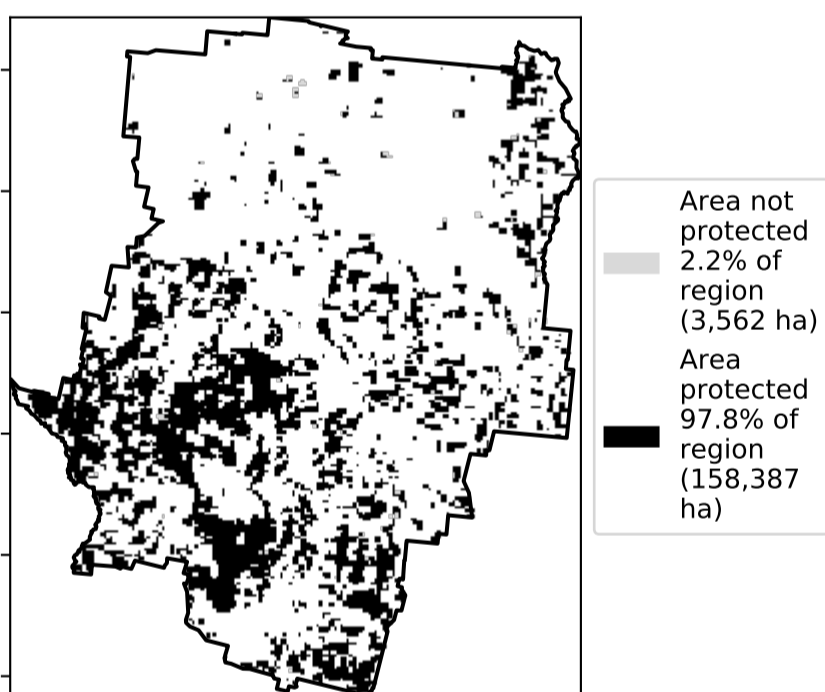 Area not
protected
2.2% of
region
(3,562 ha)
Area
protected
97.8% of
region
(158,387
ha)